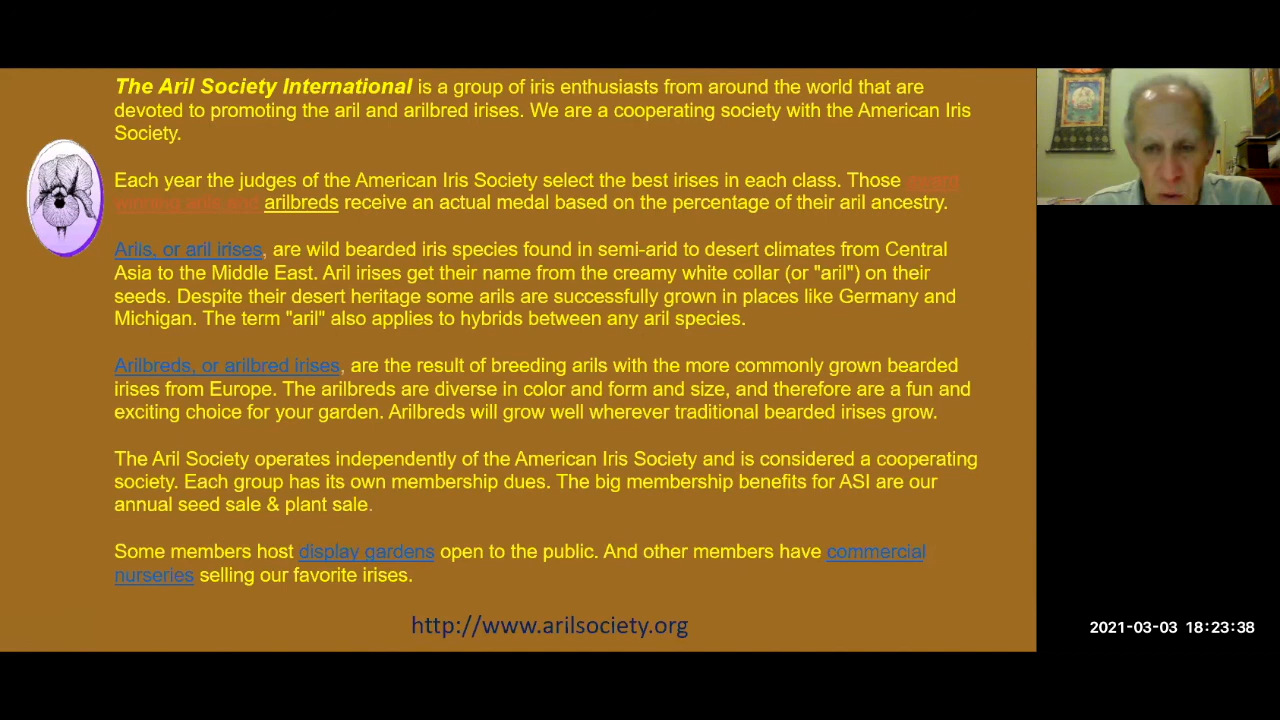 The Aril Society International is a group of iris enthusiasts from around the world that are
devoted to promoting the aril and arilbred irises. We are a cooperating society with the American Iris
Society.
Each year the judges of the American Iris Society select the best irises in each class. Those award
winning arils and arilbreds receive an actual medal based on the percentage of their aril ancestry.
Arils, or aril irises, are wild bearded iris species found in semi-arid to desert climates from Central
Asia to the Middle East. Aril irises get their name from the creamy white collar (or "aril") on their
seeds. Despite their desert heritage some arils are successfully grown in places like Germany and
Michigan. The term "aril" also applies to hybrids between any aril species.
Arilbreds, or arilbred irises, are the result of breeding arils with the more commonly grown bearded
irises from Europe. The arilbreds are diverse in color and form and size, and therefore are a fun and
exciting choice for your garden. Arilbreds will grow well wherever traditional bearded irises grow.
The Aril Society operates independently of the American Iris Society and is considered a cooperating
society. Each group has its own membership dues. The big membership benefits for ASI are our
annual seed sale & plant sale.
Some members host display gardens open to the public. And other members have commercial
nurseries selling our favorite irises.
http://www.arilsociety.org
2021-03-03 18:23:38